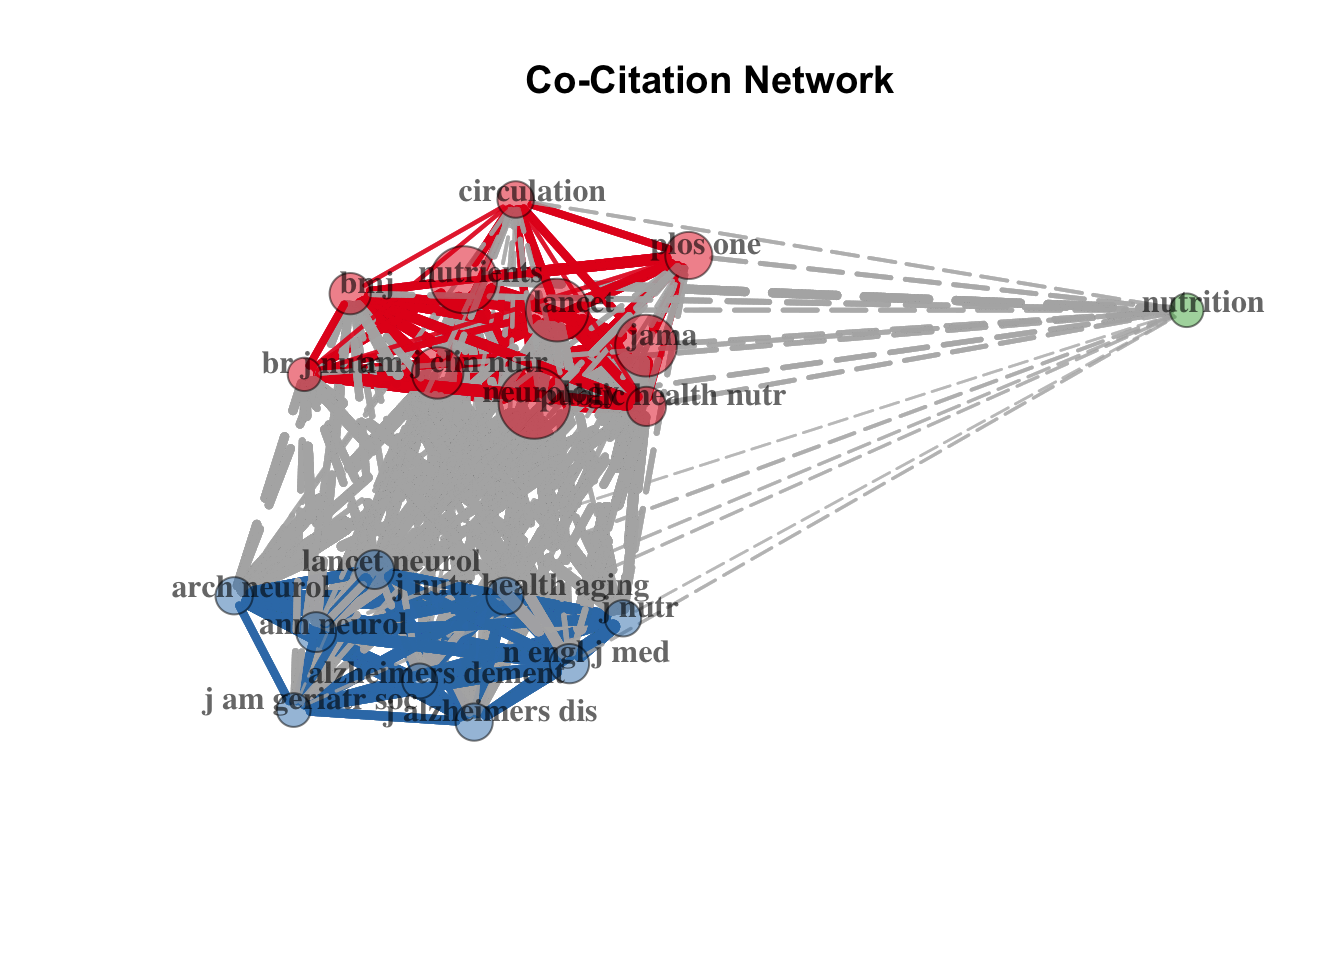 Co-Citation Network
circulation
plos one
nutrients
bmj
lancet
nutrition
jama
br j nutr
am j clin nutr
neurology
public health nutr
lancet neurol
arch neurol
j nutr health aging
j nutr
ann neurol
n engl j med
alzheimers dement
j am geriatr soc
j alzheimers dis